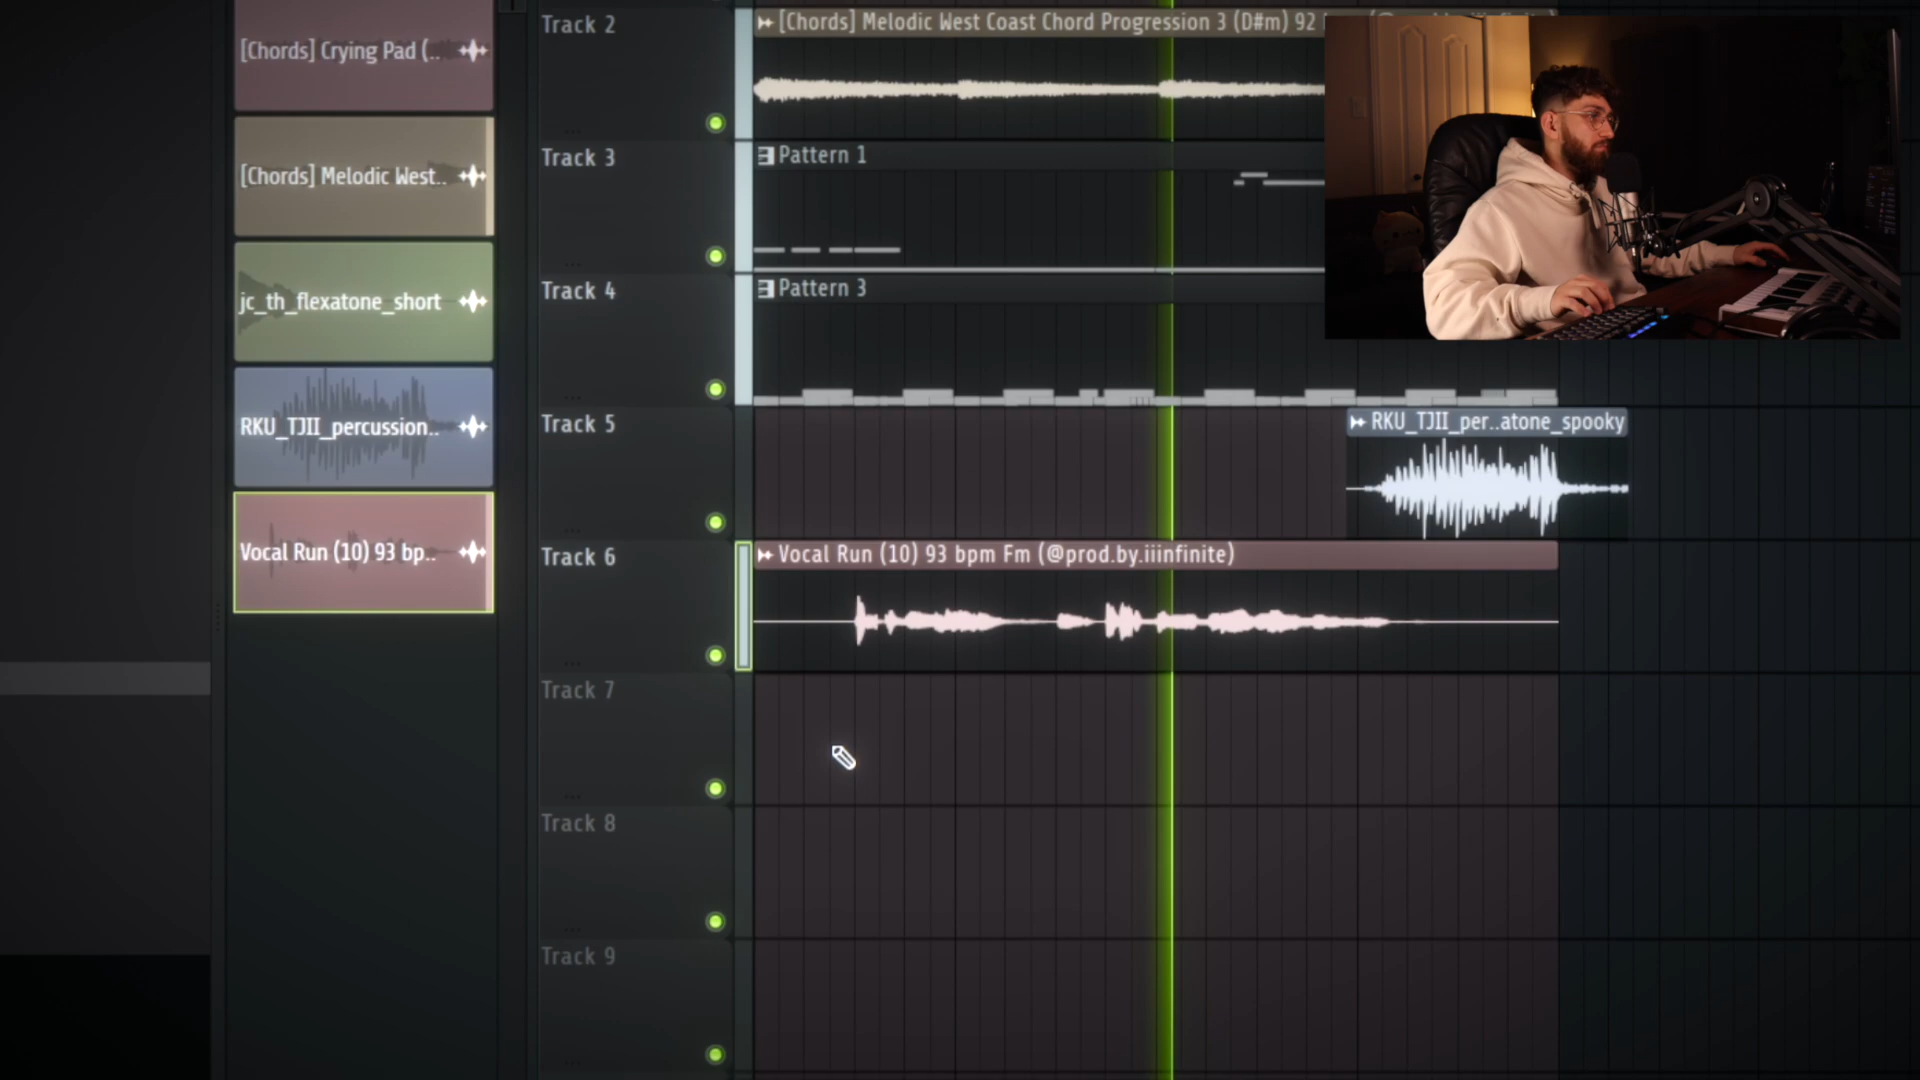 [Chords] Crying Pad (..
[Chords] Melodic West..
jc_th_flexatone_short
RKU_TJII_percussion..
Vocal Run (10) 93 bp..
Track 2
[Chords] Melodic West Coast Chord Progression 3 (D#m) 92
Track 3
Pattern 1
Track 4
Pattern 3
Track 5
RKU_TJII_per..atone_spooky
Track 6
Vocal Run (10) 93 bpm Fm (@prod.by.iiinfinite)
Track 7
Track 8
Track 9